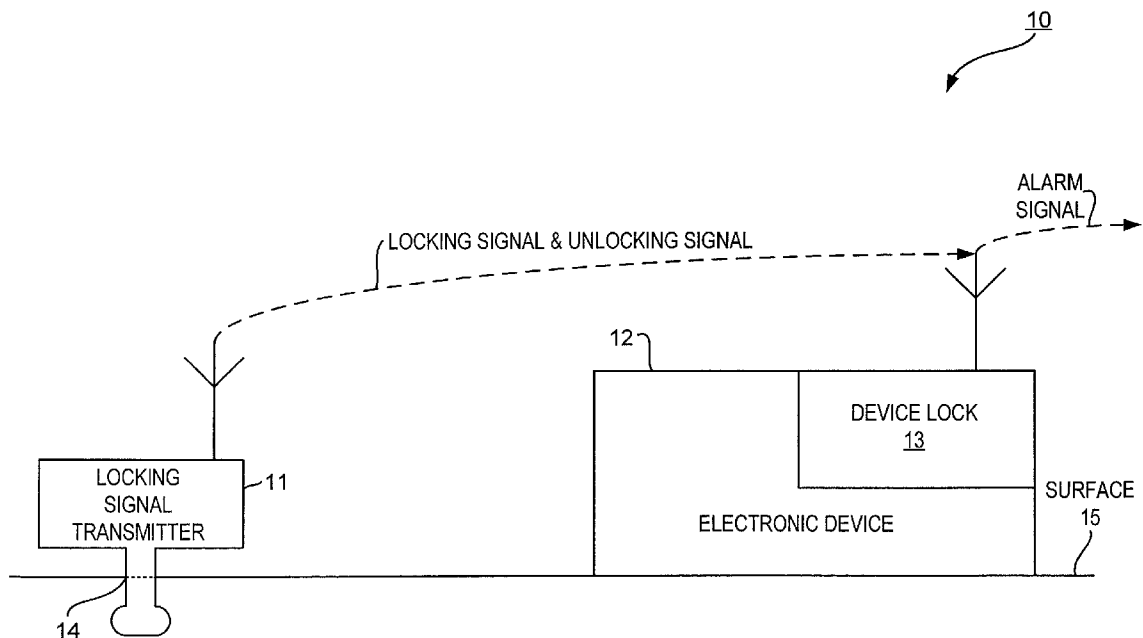 10
ALARM
SIGNAL
LOCKING SIGNAL & UNLOCKING SIGNAL
12
DEVICE LOCK
13
LOCKING
SIGNAL
TRANSMITTER
11
SURFACE
15
ELECTRONIC DEVICE
14